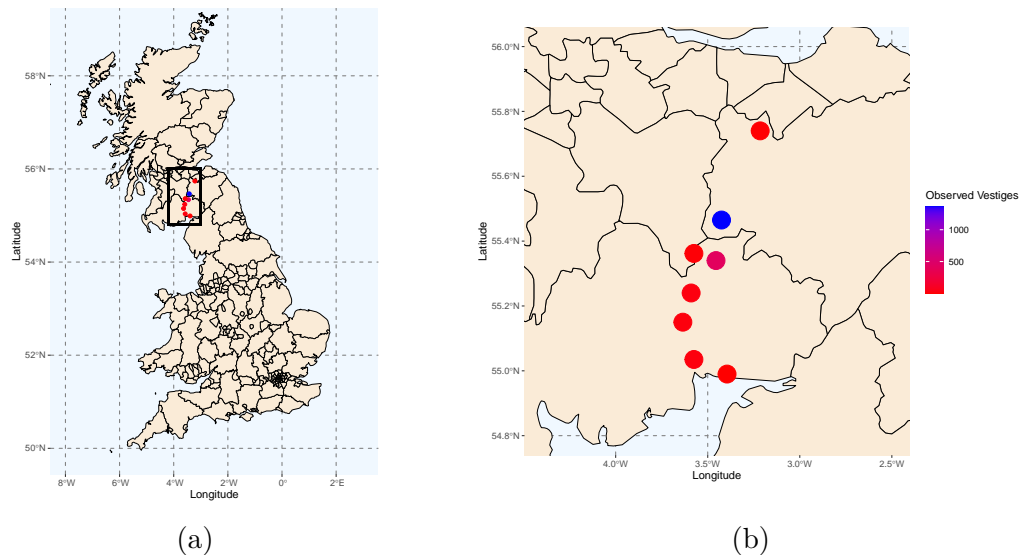 58°N
56°N
54°N
52°N
50°N
Latitude
8°W 6°W 4°W 2°W 0° 2°E
Longitude
(a)
56.0°N
55.8°N
55.6°N
55.4°N
55.2°N
55.0°N
54.8°N
Latitude
4.0°W 3.5°W 3.0°W 2.5°W
Longitude
Observed Vestiges
1000
500
(b)